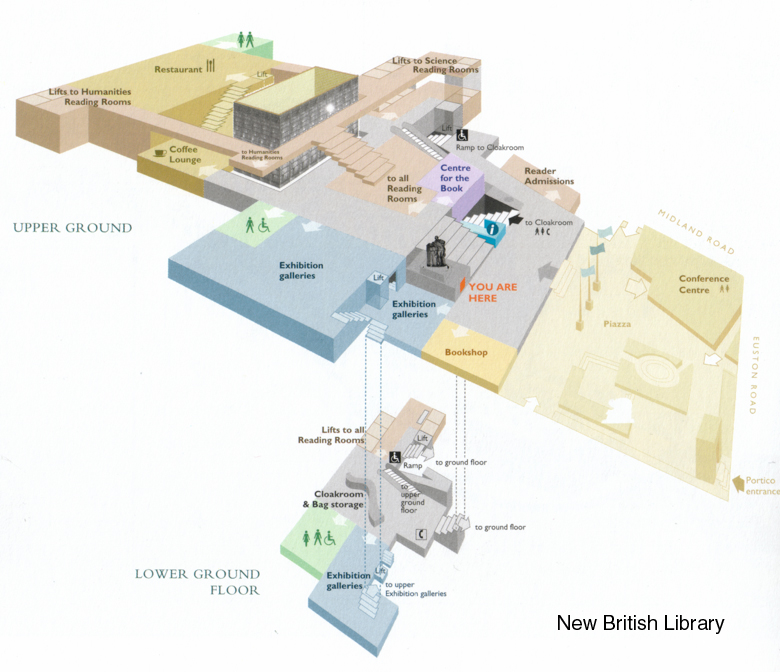 Restaurant
Lift
Lifts to Science
Reading Rooms
Lifts to Humanities
Reading Rooms
Lift
Ramp to Cloakroom
Coffee
Lounge
to Humanities
Reading Rooms
to all
Reading
Rooms
Centre
for the
Book
Reader
Admissions
UPPER GROUND
to Cloakroom
i
MIDLAND ROAD
Exhibition
galleries
Lift
Exhibition
galleries
YOU ARE
HERE
Conference
Centre
Piazza
EUSTON ROAD
Bookshop
Lifts to all
Reading Rooms
Lift
Ramp
to ground floor
Portico
entrance
Cloakroom
& Bag storage
to
upper
ground
floor
to ground floor
LOWER GROUND
FLOOR
Exhibition
galleries
Lift
to upper
Exhibition galleries
New British Library